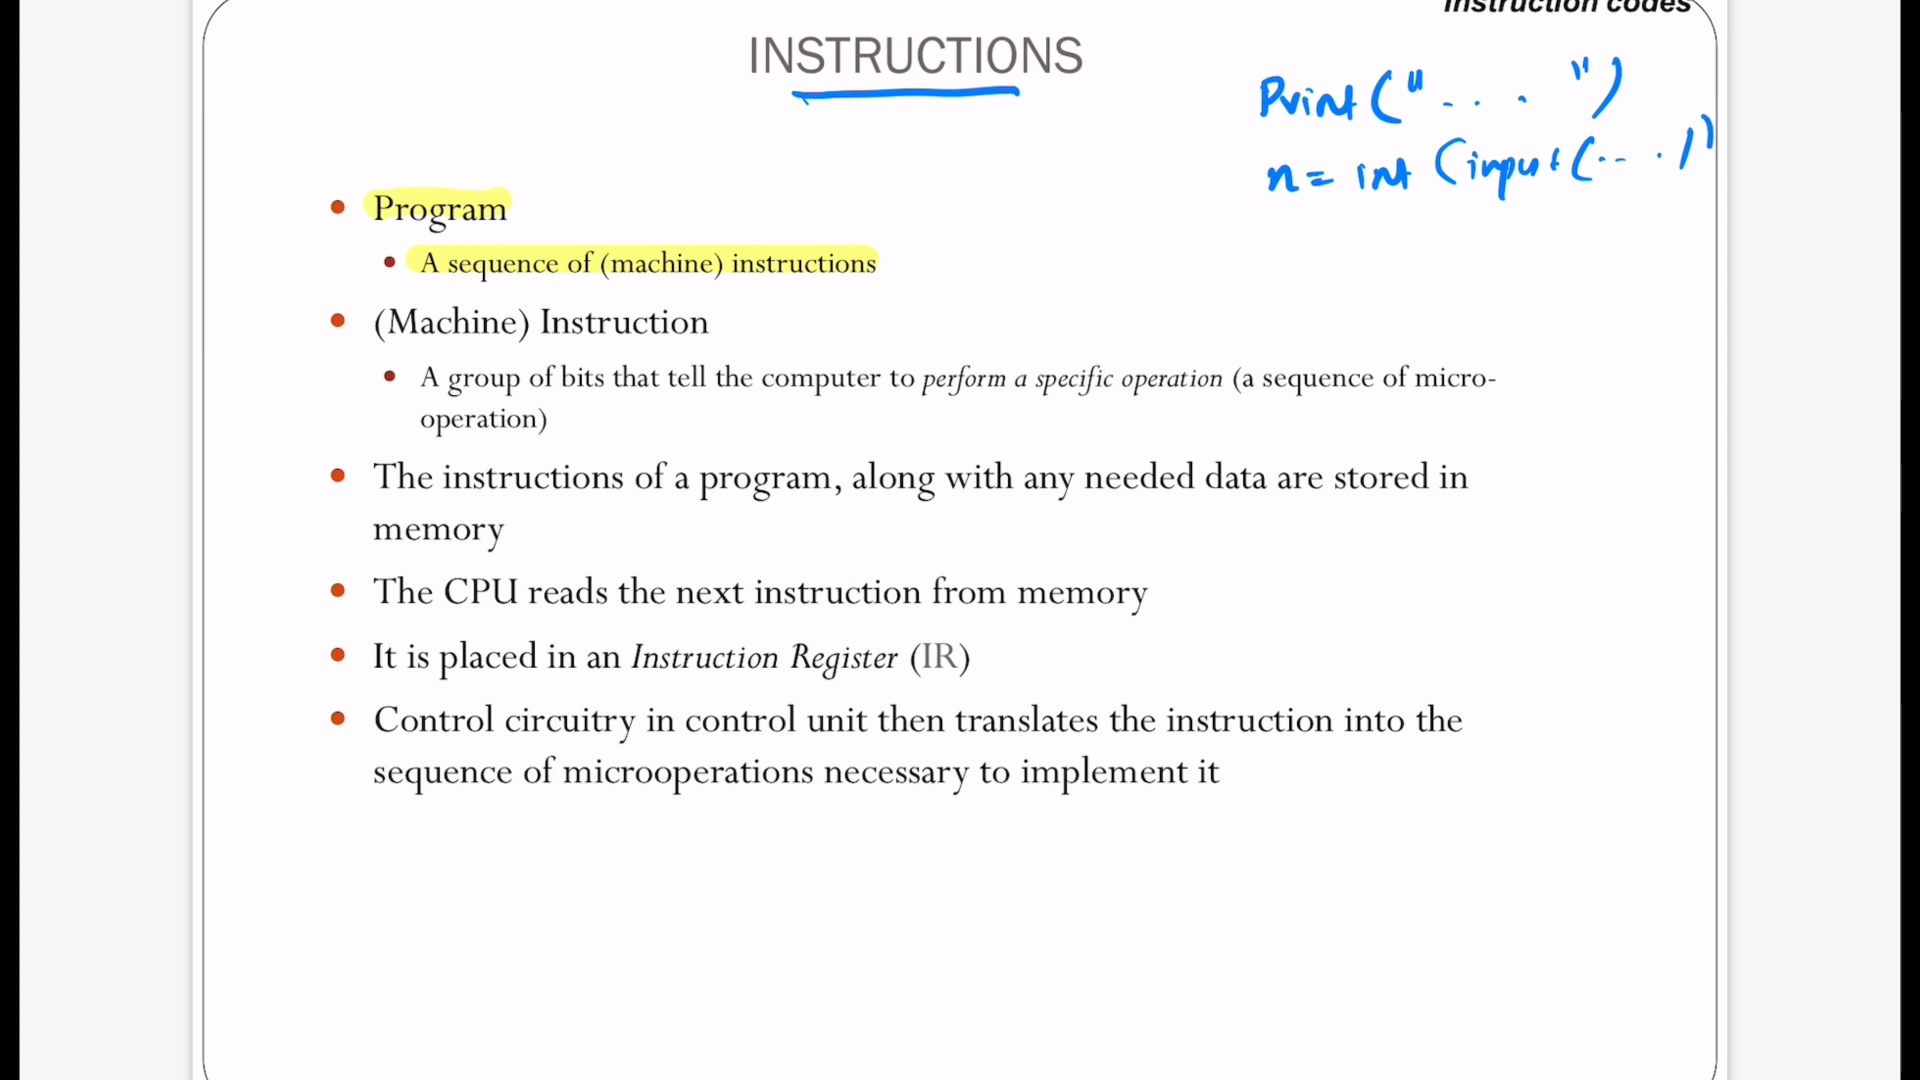 Instruction codes
INSTRUCTIONS
Print (" . . . ")
n = int (input (-- . ))
• Program
• A sequence of (machine) instructions
• (Machine) Instruction
• A group of bits that tell the computer to perform a specific operation (a sequence of micro-
operation)
• The instructions of a program, along with any needed data are stored in
memory
• The CPU reads the next instruction from memory
• It is placed in an Instruction Register (IR)
• Control circuitry in control unit then translates the instruction into the
sequence of microoperations necessary to implement it